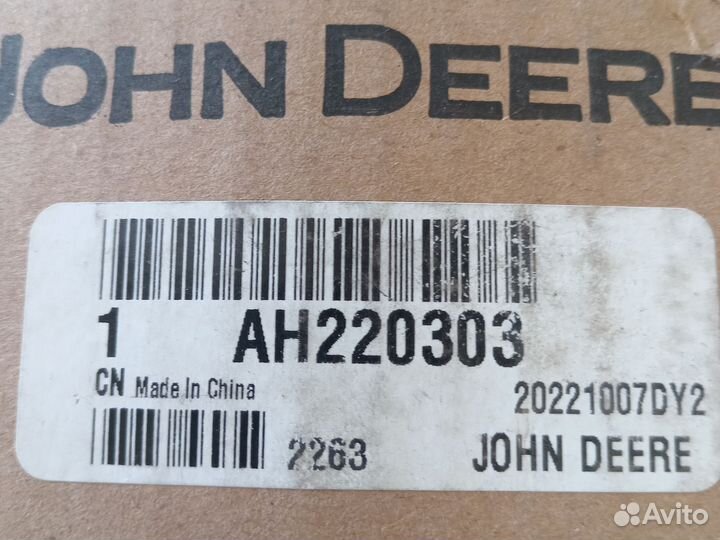 JOHN DEERE
1 AH220303
CN Made In China
20221007DY2
2263
JOHN DEERE
Avito